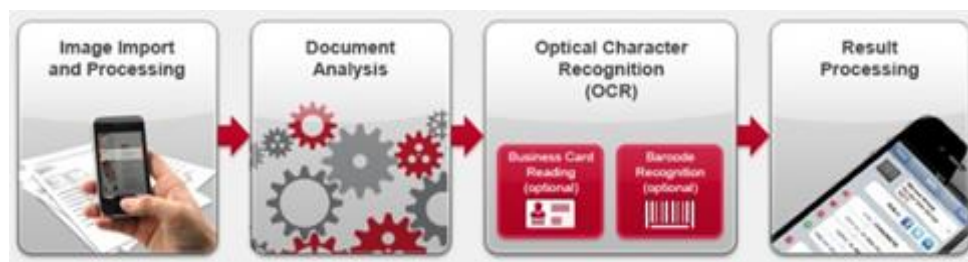 Image Import
and Processing
Document
Analysis
Optical Character
Recognition
(OCR)
Business Card
Reading
(optional)
Barcode
Recognition
(optional)
Result
Processing